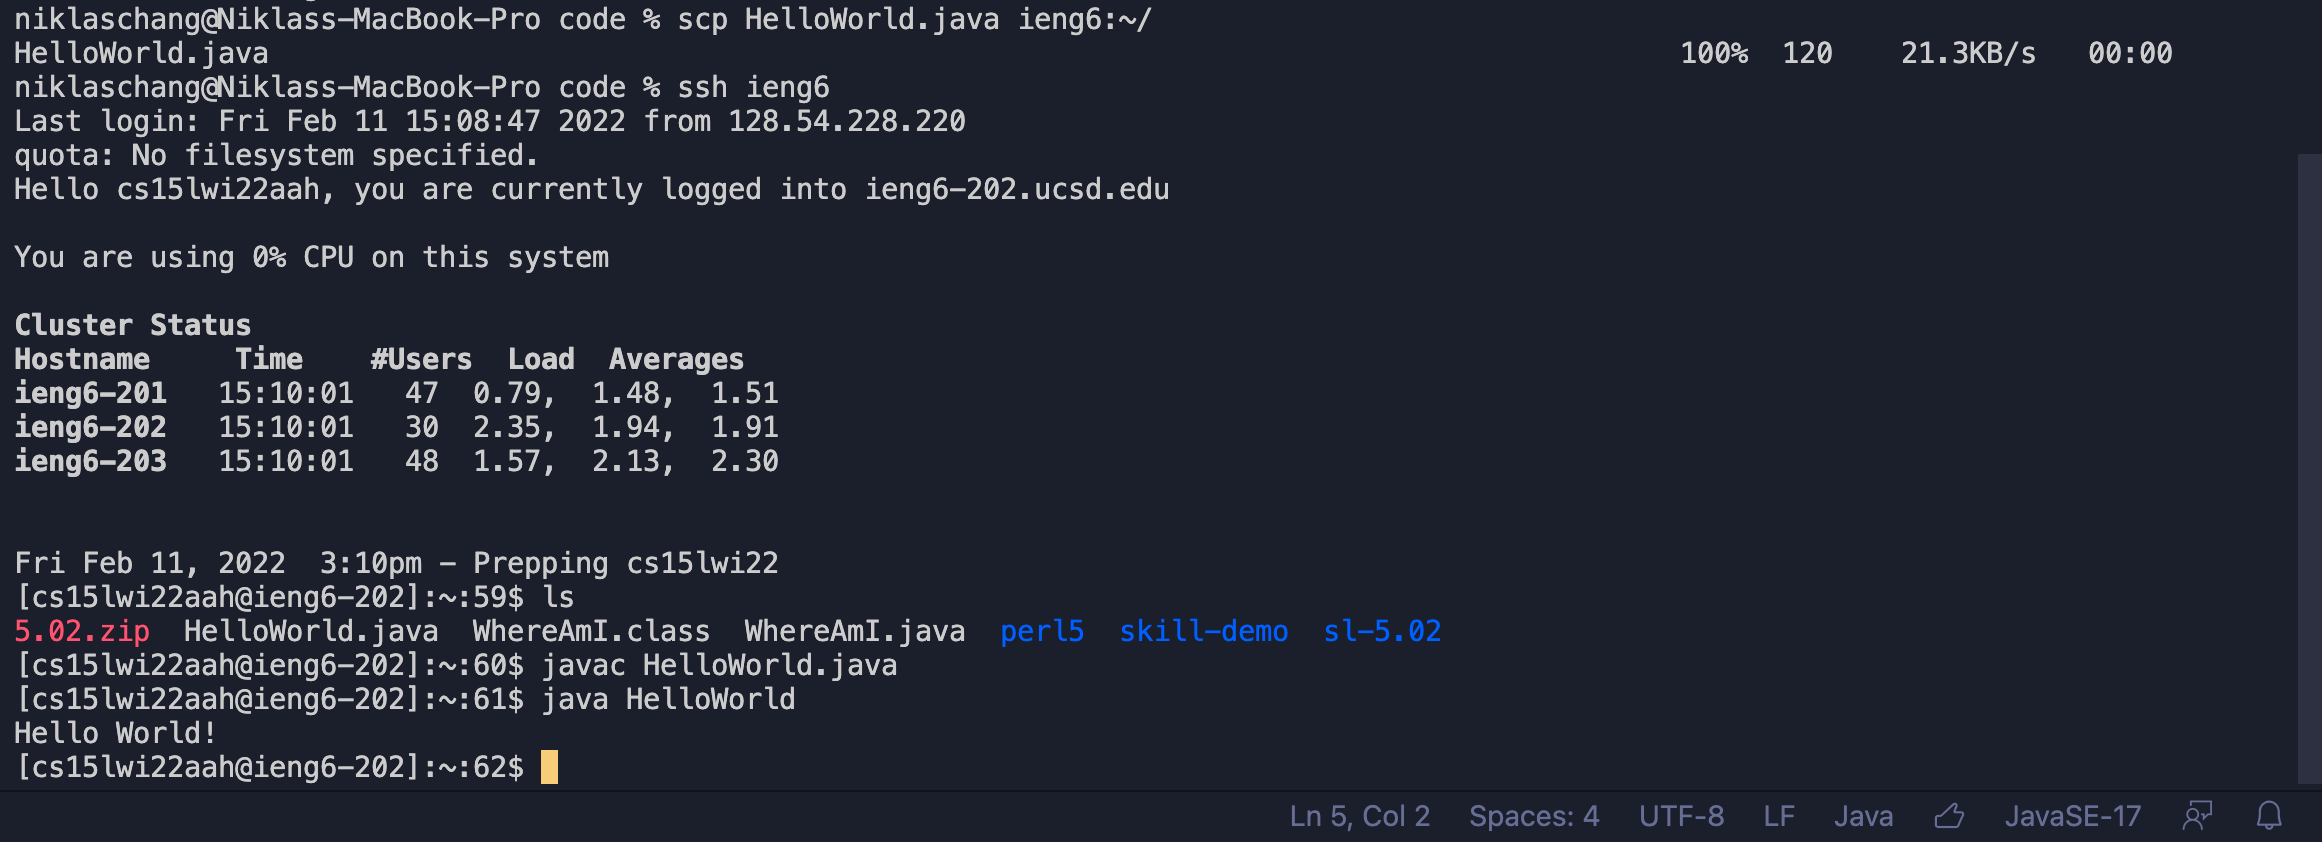 niklaschang@Niklass-MacBook-Pro code % scp HelloWorld.java ieng6:~/
HelloWorld.java 100% 120 21.3KB/s 00:00
niklaschang@Niklass-MacBook-Pro code % ssh ieng6
Last login: Fri Feb 11 15:08:47 2022 from 128.54.228.220
quota: No filesystem specified.
Hello cs15lwi22aah, you are currently logged into ieng6-202.ucsd.edu
You are using 0% CPU on this system
Cluster Status
Hostname Time #Users Load Averages
ieng6-201 15:10:01 47 0.79, 1.48, 1.51
ieng6-202 15:10:01 30 2.35, 1.94, 1.91
ieng6-203 15:10:01 48 1.57, 2.13, 2.30
Fri Feb 11, 2022 3:10pm - Prepping cs15lwi22
[cs15lwi22aah@ieng6-202]:~:59$ ls
5.02.zip HelloWorld.java WhereAmI.class WhereAmI.java perl5 skill-demo sl-5.02
[cs15lwi22aah@ieng6-202]:~:60$ javac HelloWorld.java
[cs15lwi22aah@ieng6-202]:~:61$ java HelloWorld
Hello World!
[cs15lwi22aah@ieng6-202]:~:62$
Ln 5, Col 2 Spaces: 4 UTF-8 LF Java JavaSE-17